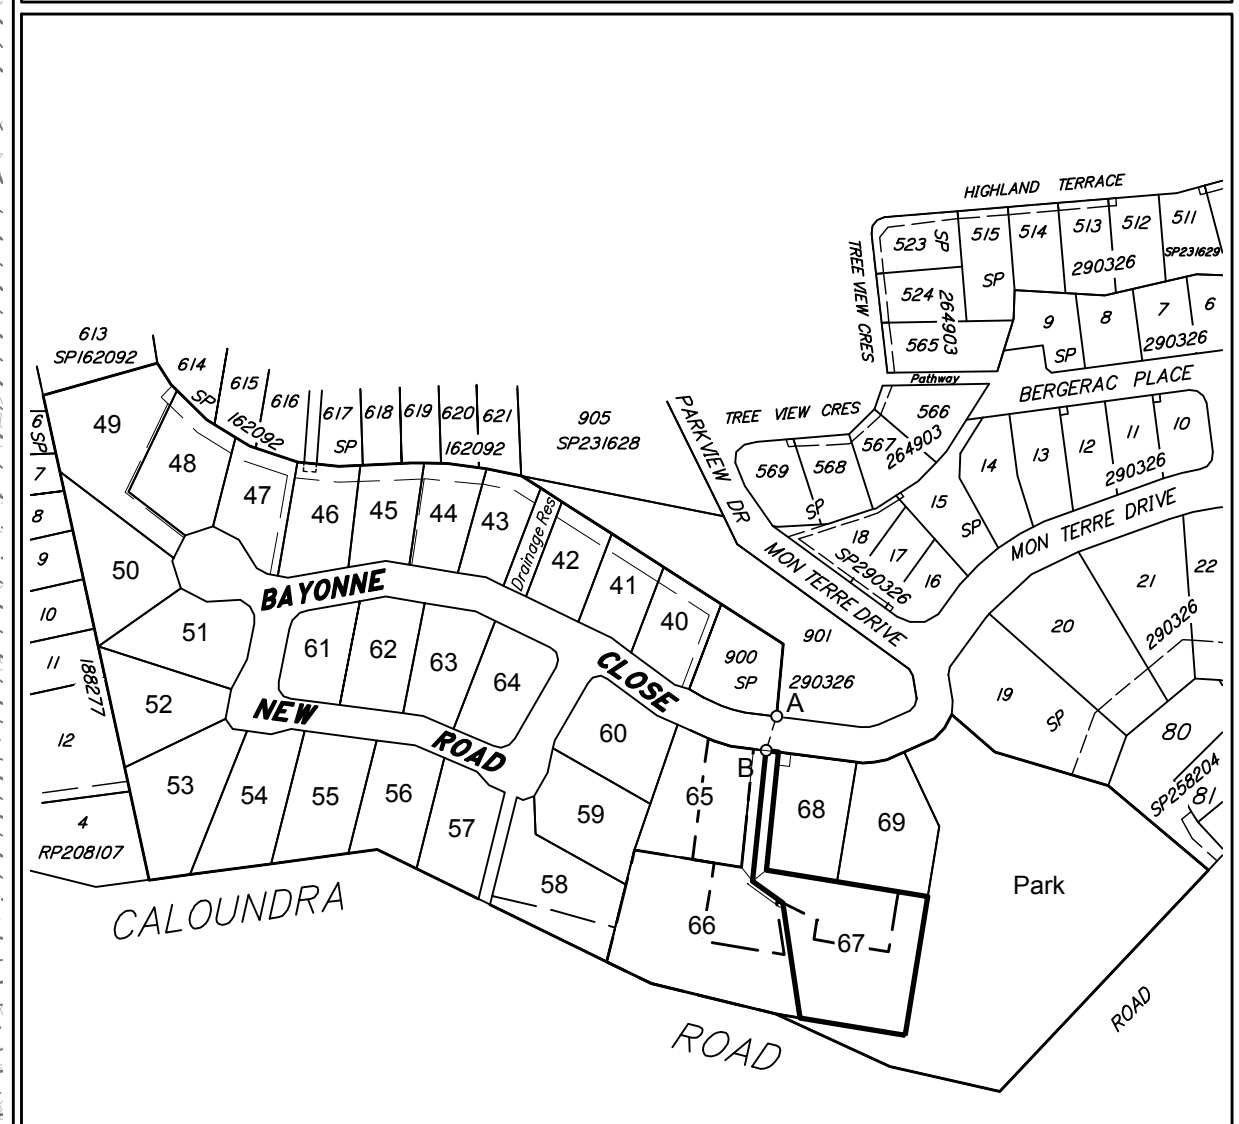 HIGHLAND TERRACE
523
SP
515
514
513
512
511
SP231629
290326
TREE VIEW CRES
524
264903
SP
565
9
8
7
6
SP
290326
Pathway
BERGERAC PLACE
613
SP162092
614
SP
615
616
162092
617
SP
618
619
620
621
162092
905
SP231628
PARKVIEW DR
TREE VIEW CRES
566
567
264903
568
569
SP
14
13
12
11
10
290326
15
SP
MON TERRE DRIVE
18
17
16
SP290326
MON TERRE DRIVE
49
48
47
46
45
44
43
Drainage Res
42
41
40
900
SP
901
290326
6
SP
7
8
9
10
11
188277
12
4
RP208107
50
51
52
53
BAYONNE
CLOSE
61
62
63
64
NEW
ROAD
54
55
56
57
58
59
60
65
66
67
68
69
A
B
19
SP
20
21
22
290326
80
SP258204
81
Park
CALOUNDRA
ROAD
ROAD